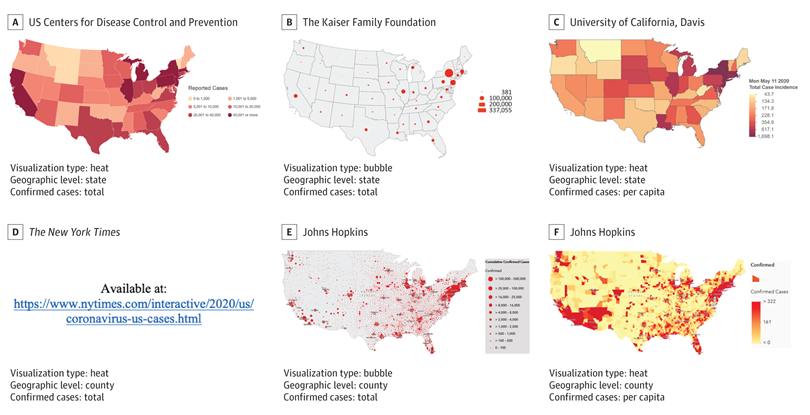 A US Centers for Disease Control and Prevention
Reported Cases
0 to 1,000
1,001 to 5,000
5,001 to 10,000
10,001 to 20,000
20,001 to 40,000
40,001 or more
Visualization type: heat
Geographic level: state
Confirmed cases: total
B The Kaiser Family Foundation
381
100,000
200,000
337,055
Visualization type: bubble
Geographic level: state
Confirmed cases: total
C University of California, Davis
Mon May 11 2020
Total Case Incidence
43.7
134.3
171.8
228.1
354.9
617.1
1,698.1
Visualization type: heat
Geographic level: state
Confirmed cases: per capita
D The New York Times
Available at:
https://www.nytimes.com/interactive/2020/us/
coronavirus-us-cases.html
Visualization type: heat
Geographic level: county
Confirmed cases: total
E Johns Hopkins
Cumulative Confirmed Cases
Confirmed
Visualization type: bubble
Geographic level: county
Confirmed cases: total
F Johns Hopkins
Confirmed
Confirmed Cases
> 322
161
< 0
Visualization type: heat
Geographic level: county
Confirmed cases: per capita